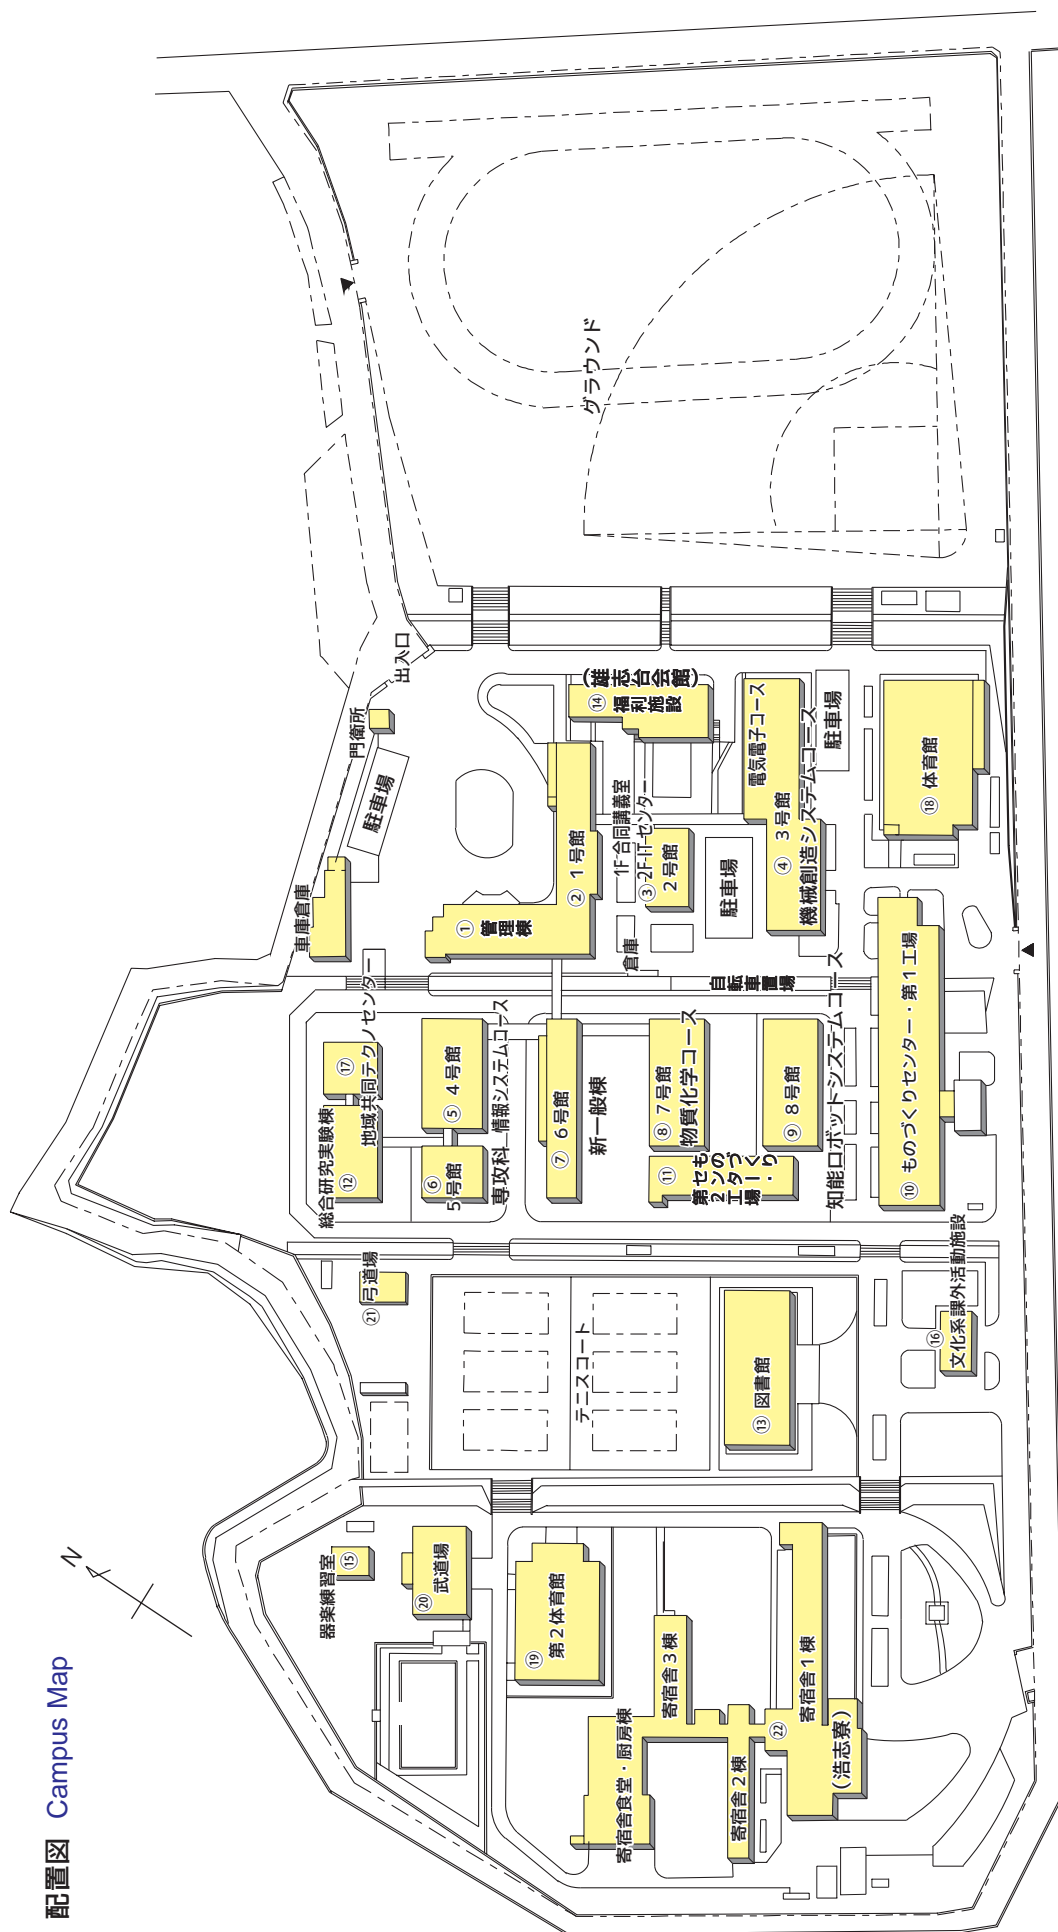 配置図 Campus Map
N
グラウンド
出入口
門衛所
駐車場
車庫倉庫
① 管理棟
② 1号館
⑭ 福利施設
(雄志台会館)
1F 合同講義室
2F ITセンター
③ 2号館
倉庫
駐車場
自転車置場
電気電子コース
④ 3号館
機械創造システムコース
駐車場
⑱ 体育館
⑰ 地域共同テクノセンター
⑫ 総合研究実験棟
⑤ 4号館
情報システムコース
⑥ 5号館
専攻科
⑦ 6号館
新一般棟
⑧ 7号館
物質化学コース
⑨ 8号館
知能ロボットシステムコース
⑩ ものづくりセンター・第1工場
⑪ ものづくり
センター・
第2工場
㉑ 弓道場
テニスコート
⑬ 図書館
⑯ 文化系課外活動施設
⑮ 器楽練習室
⑳ 武道場
⑲ 第2体育館
寄宿舎3棟
寄宿舎食堂・厨房棟
寄宿舎2棟
㉒ 寄宿舎1棟
(浩志寮)